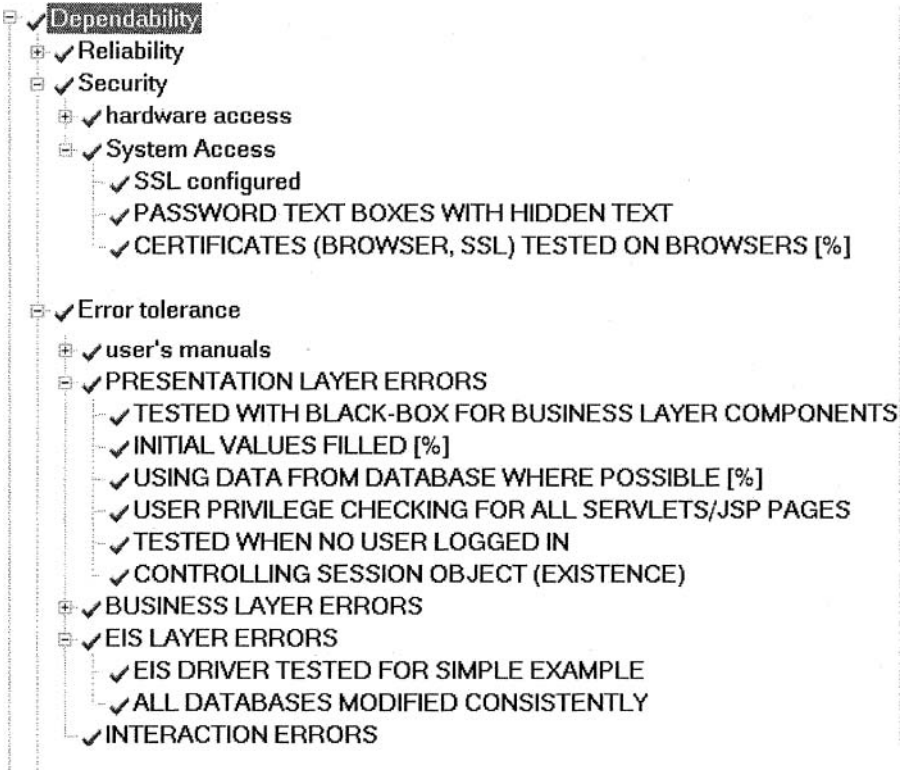 Dependability
Reliability
Security
hardware access
System Access
SSL configured
PASSWORD TEXT BOXES WITH HIDDEN TEXT
CERTIFICATES (BROWSER, SSL) TESTED ON BROWSERS [%]
Error tolerance
user's manuals
PRESENTATION LAYER ERRORS
TESTED WITH BLACK-BOX FOR BUSINESS LAYER COMPONENTS
INITIAL VALUES FILLED [%]
USING DATA FROM DATABASE WHERE POSSIBLE [%]
USER PRIVILEGE CHECKING FOR ALL SERVLETS/JSP PAGES
TESTED WHEN NO USER LOGGED IN
CONTROLLING SESSION OBJECT (EXISTENCE)
BUSINESS LAYER ERRORS
EIS LAYER ERRORS
EIS DRIVER TESTED FOR SIMPLE EXAMPLE
ALL DATABASES MODIFIED CONSISTENTLY
INTERACTION ERRORS